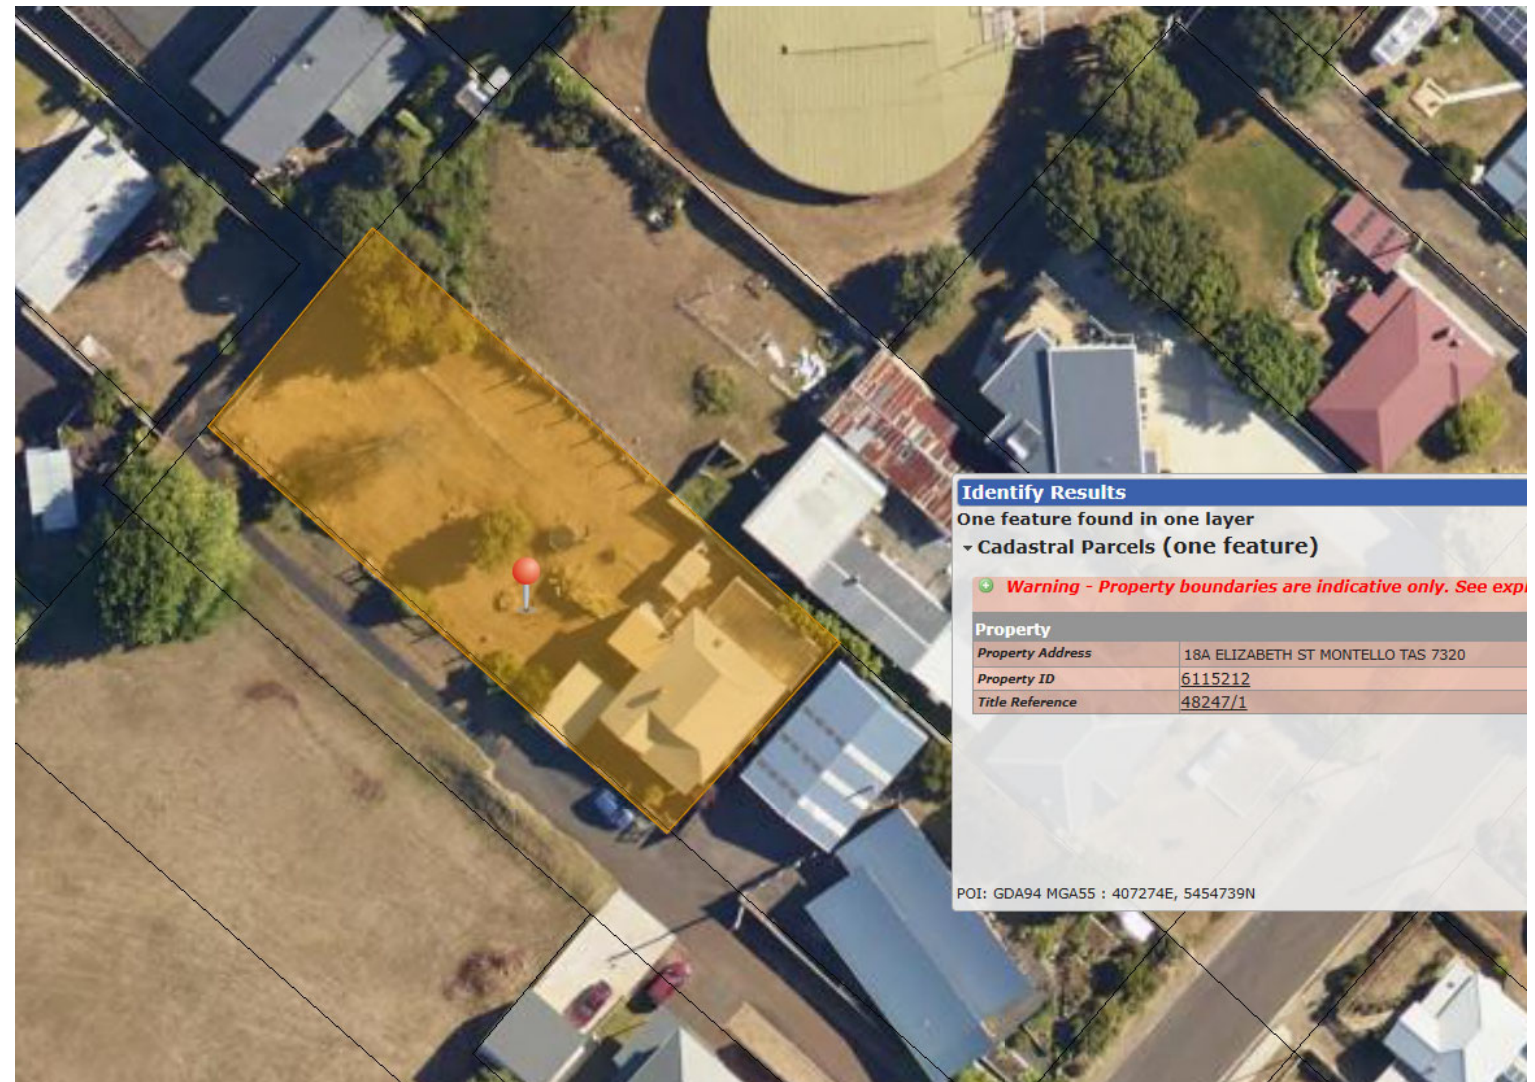 Identify Results
One feature found in one layer
Cadastral Parcels (one feature)
Warning - Property boundaries are indicative only. See expl
Property
Property Address 18A ELIZABETH ST MONTELLO TAS 7320
Property ID 6115212
Title Reference 48247/1
POI: GDA94 MGA55 : 407274E, 5454739N